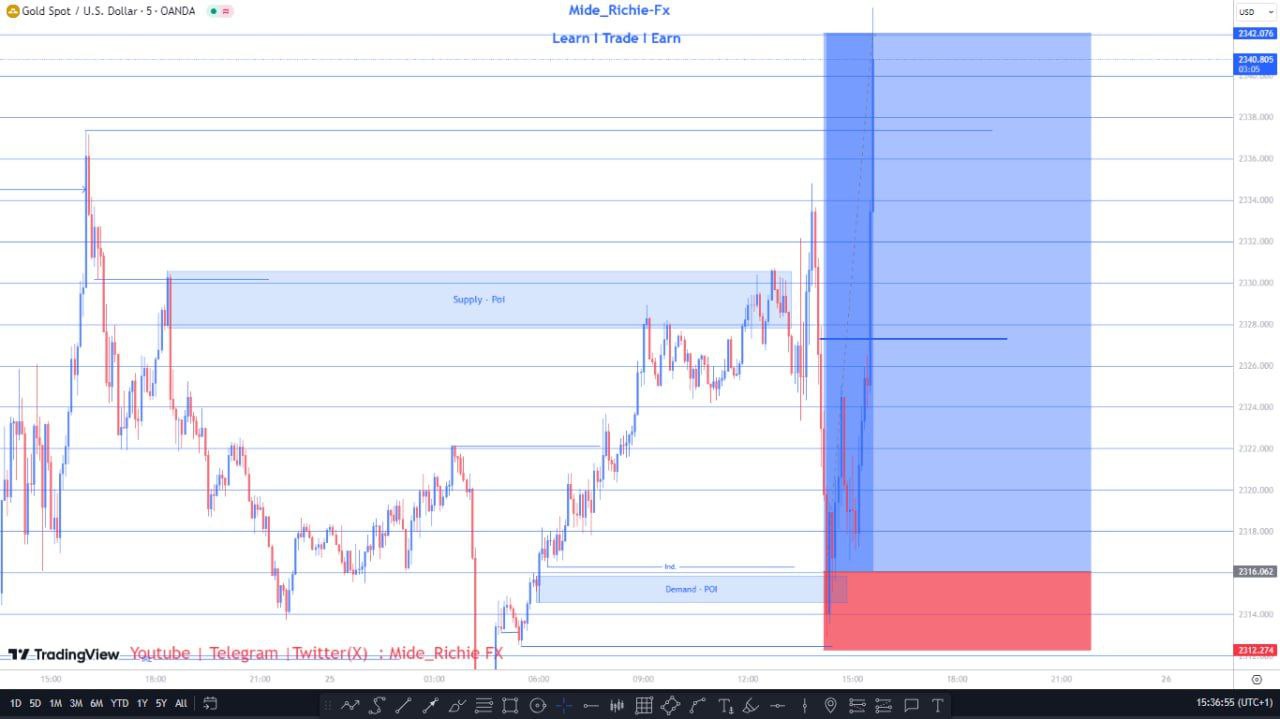 Gold Spot / U.S. Dollar · 5 · OANDA
Mide_Richie-Fx
Learn I Trade I Earn
USD
2342.076
2340.805
03:05
2338.000
2336.000
2334.000
2332.000
2330.000
2328.000
2326.000
2324.000
2322.000
2320.000
2318.000
2316.062
2314.000
2312.274
Supply - PoI
Ind.
Demand - POI
TradingView
Youtube | Telegram |Twitter(X) : Mide_Richie FX
15:00 18:00 21:00 25 03:00 06:00 09:00 12:00 15:00 18:00 21:00 26
1D 5D 1M 3M 6M YTD 1Y 5Y All
15:36:55 (UTC+1)